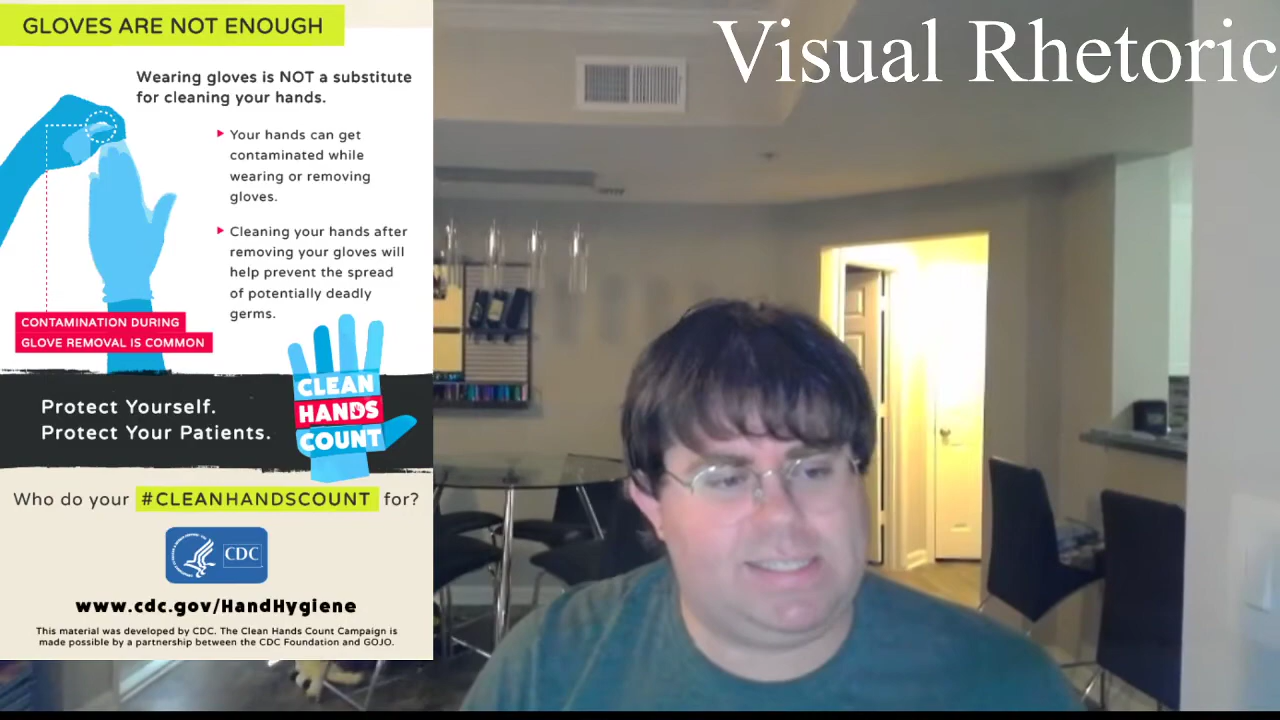 GLOVES ARE NOT ENOUGH
Wearing gloves is NOT a substitute
for cleaning your hands.
Your hands can get
contaminated while
wearing or removing
gloves.
Cleaning your hands after
removing your gloves will
help prevent the spread
of potentially deadly
germs.
CONTAMINATION DURING
GLOVE REMOVAL IS COMMON
Protect Yourself.
Protect Your Patients.
CLEAN
HANDS
COUNT
Who do your #CLEANHANDSCOUNT for?
CDC
www.cdc.gov/HandHygiene
This material was developed by CDC. The Clean Hands Count Campaign is
made possible by a partnership between the CDC Foundation and GOJO.
Visual Rhetoric